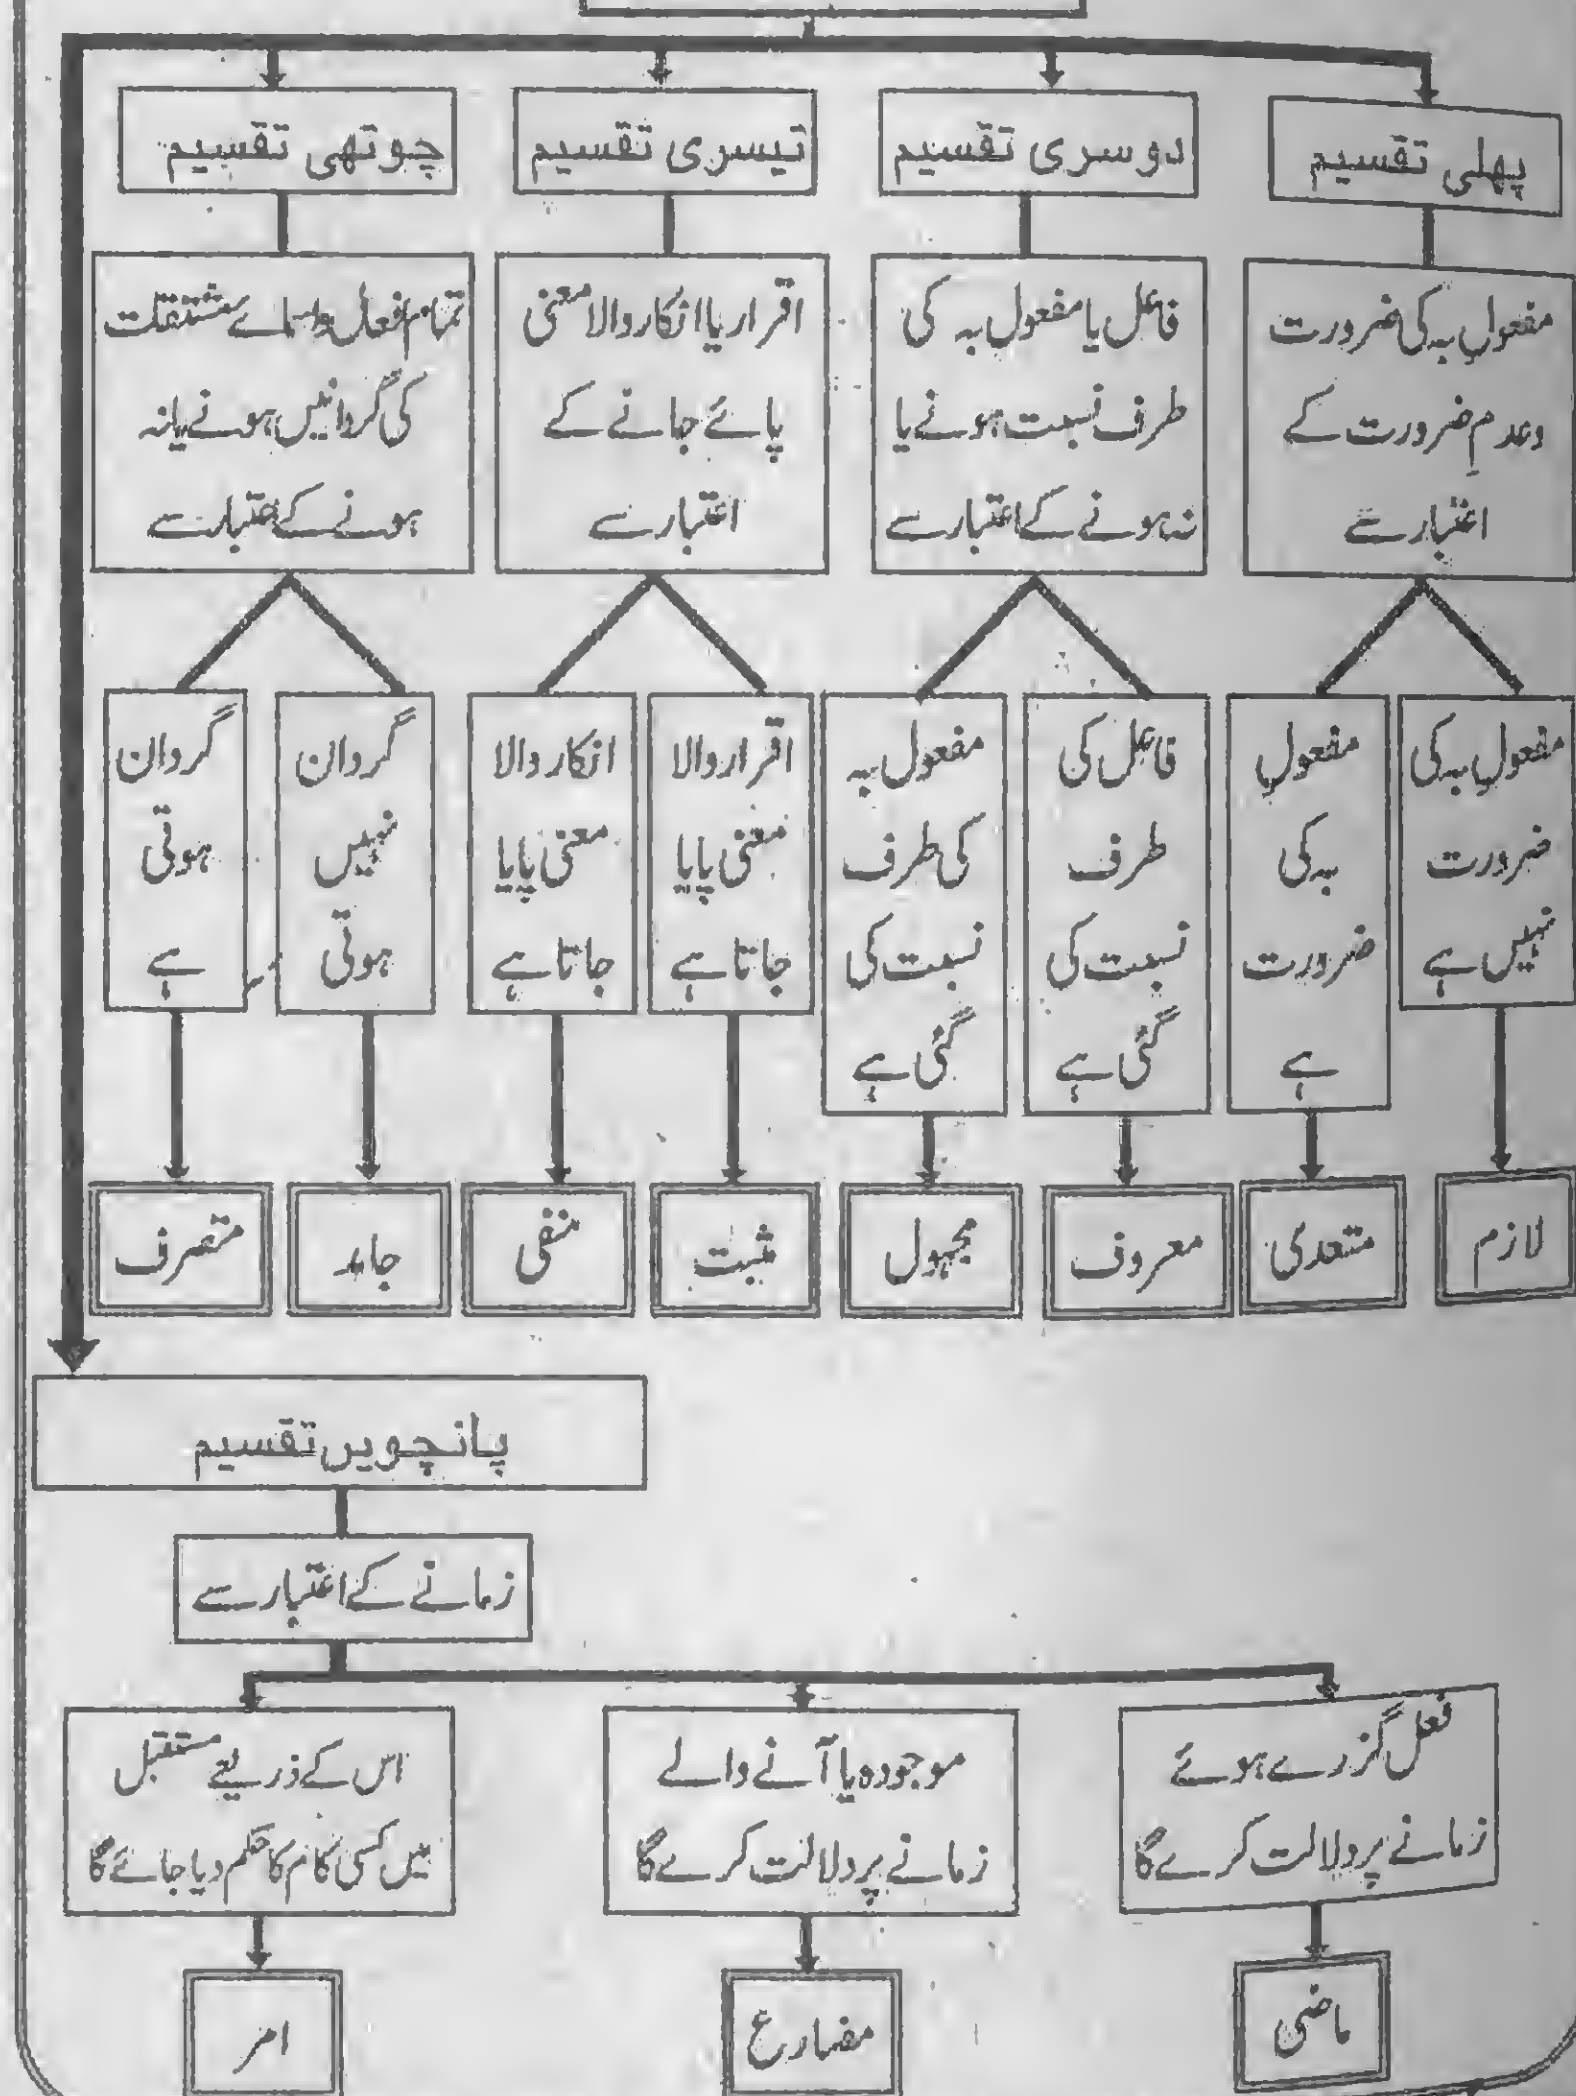 پہلی تقسیم
دوسری تقسیم
تیسری تقسیم
چوتھی تقسیم
مفعول بہ کی ضرورت
وعدمِ ضرورت کے
اعتبار سے
فاعل یا مفعول بہ کی
طرف نسبت ہونے یا
نہ ہونے کے اعتبار سے
اقرار یا انکار والا معنی
پائے جانے کے
اعتبار سے
تمام افعال واسمائے مشتقات
کی گردانیں ہونے یا نہ
ہونے کے اعتبار سے
مفعول بہ کی
ضرورت
نہیں ہے
مفعول
بہ کی
ضرورت
ہے
فاعل کی
طرف
نسبت کی
گئی ہے
مفعول بہ
کی طرف
نسبت کی
گئی ہے
اقرار والا
معنی پایا
جاتا ہے
انکار والا
معنی پایا
جاتا ہے
گردان
نہیں
ہوتی
گردان
ہوتی
ہے
لازم
متعدی
معروف
مجہول
مثبت
منفی
جامد
متصرف
پانچویں تقسیم
زمانے کے اعتبار سے
فعل گزرے ہوئے
زمانے پر دلالت کرے گا
موجودہ یا آنے والے
زمانے پر دلالت کرے گا
اس کے ذریعے مستقبل
میں کسی کام کا حکم دیا جائے گا
ماضی
مضارع
امر